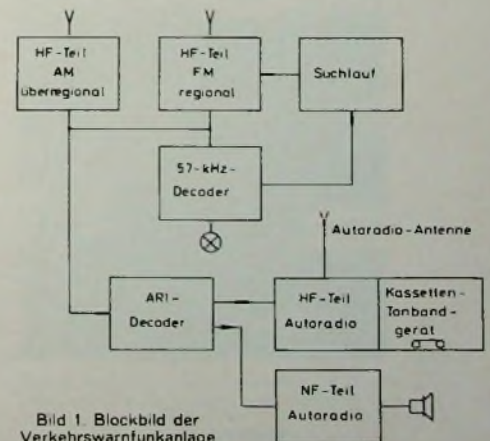 HF-Teil
AM
überregional
HF-Teil
FM
regional
Suchlauf
57-kHz-
Decoder
Autoradio-Antenne
ARI-
Decoder
HF-Teil
Autoradio
Kassetten-
Tonband-
gerät
NF-Teil
Autoradio
Bild 1. Blockbild der
Verkehrswarnfunkanlage